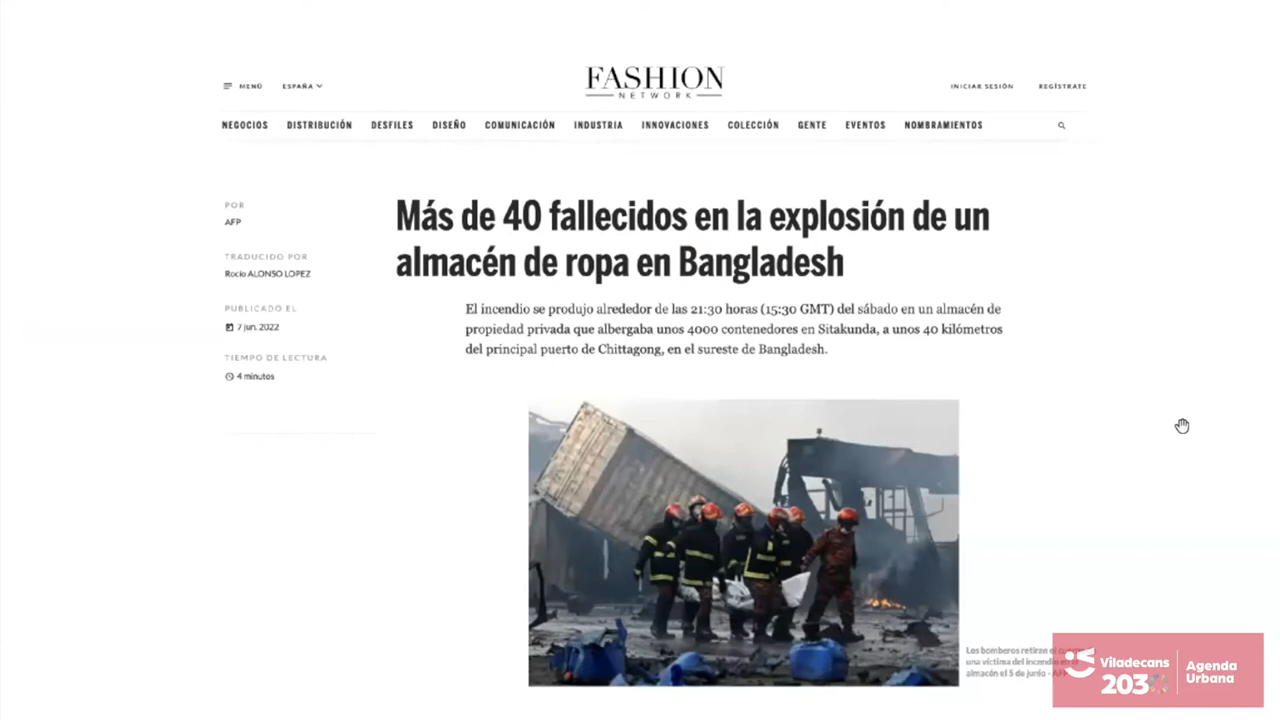 MENÚ
ESPAÑA
FASHION
NETWORK
INICIAR SESIÓN
REGÍSTRATE
NEGOCIOS
DISTRIBUCIÓN
DESFILES
DISEÑO
COMUNICACIÓN
INDUSTRIA
INNOVACIONES
COLECCIÓN
GENTE
EVENTOS
NOMBRAMIENTOS
POR
AFP
TRADUCIDO POR
Rocío ALONSO LOPEZ
PUBLICADO EL
7 jun. 2022
TIEMPO DE LECTURA
4 minutos
Más de 40 fallecidos en la explosión de un
almacén de ropa en Bangladesh
El incendio se produjo alrededor de las 21:30 horas (15:30 GMT) del sábado en un almacén de
propiedad privada que albergaba unos 4000 contenedores en Sitakunda, a unos 40 kilómetros
del principal puerto de Chittagong, en el sureste de Bangladesh.
Los bomberos retiran el
una víctima del incendio en el
almacén el 5 de junio - AFP
Viladecans
2030
Agenda
Urbana